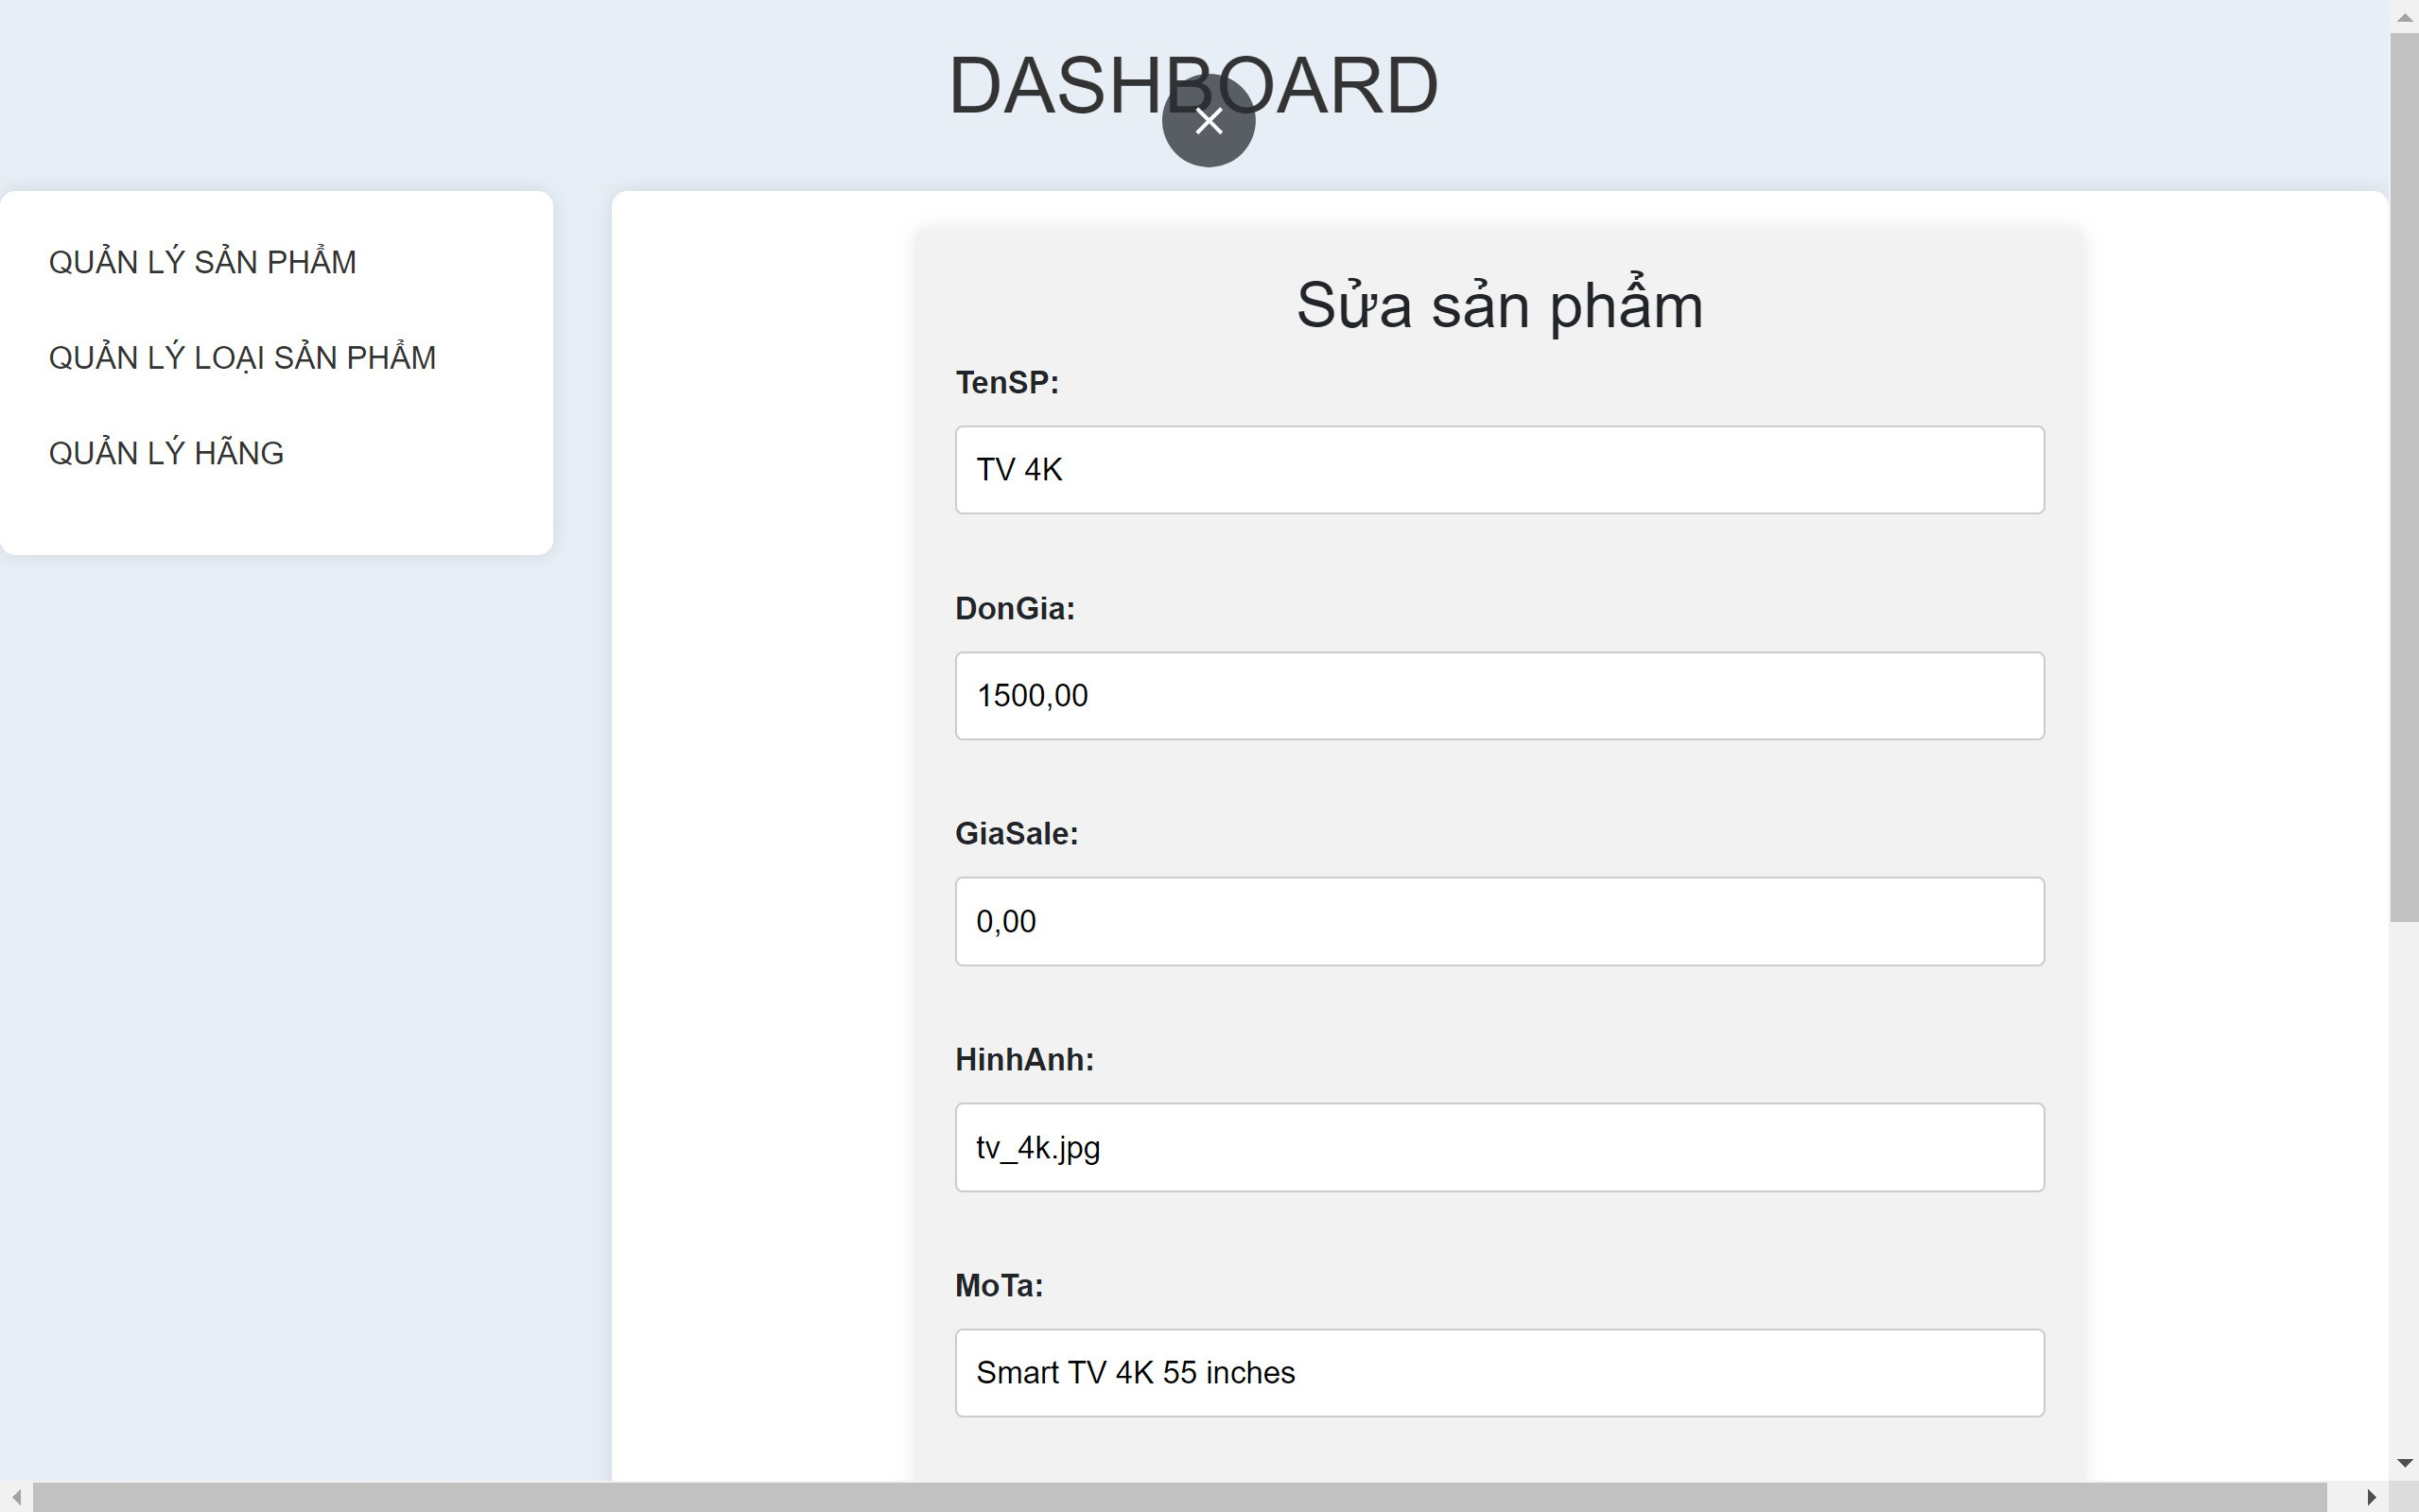 DASHBOARD
QUẢN LÝ SẢN PHẨM
QUẢN LÝ LOẠI SẢN PHẨM
QUẢN LÝ HÃNG
Sửa sản phẩm
TenSP:
TV 4K
DonGia:
1500,00
GiaSale:
0,00
HinhAnh:
tv_4k.jpg
MoTa:
Smart TV 4K 55 inches